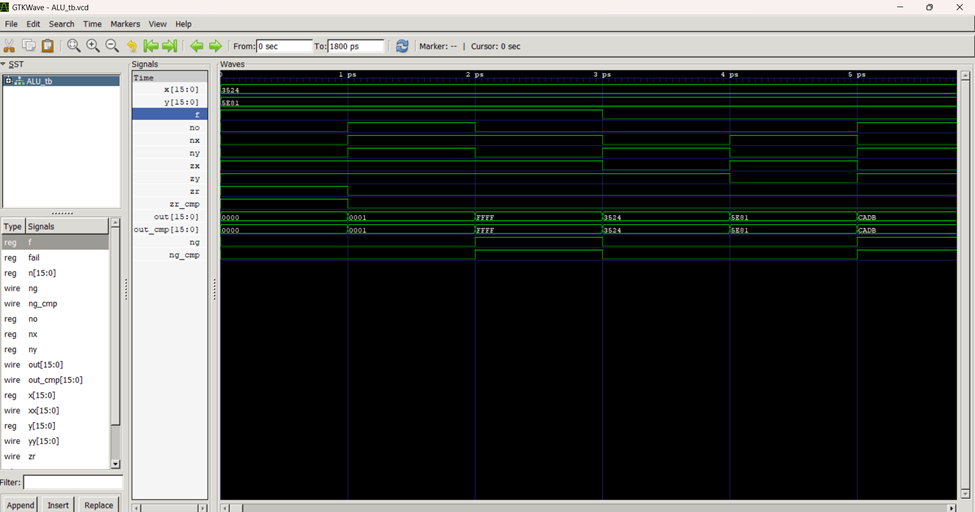 GTKWave - ALU_tb.vcd
File Edit Search Time Markers View Help
From: 0 sec To: 1800 ps Marker: -- | Cursor: 0 sec
SST
ALU_tb
Type Signals
reg f
reg fail
reg n[15:0]
wire ng
wire ng_cmp
reg no
reg nx
reg ny
wire out[15:0]
wire out_cmp[15:0]
reg x[15:0]
wire xx[15:0]
reg y[15:0]
wire yy[15:0]
wire zr
Filter:
Append Insert Replace
Signals
Time
x[15:0]
y[15:0]
f
no
nx
ny
zx
zy
zr
zr_cmp
out[15:0]
out_cmp[15:0]
ng
ng_cmp
Waves
1 ps 2 ps 3 ps 4 ps 5 ps
3524
5E81
0000 0001 FFFF 3524 5E81 CADB
0000 0001 FFFF 3524 5E81 CADB